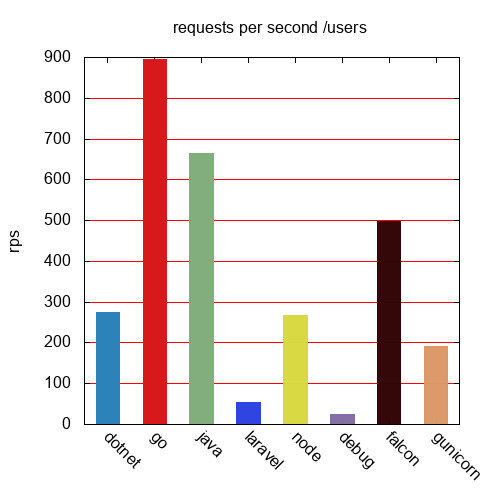 requests per second /users
900
800
700
600
500
400
300
200
100
0
rps
dotnet
go
java
laravel
node
debug
falcon
gunicorn